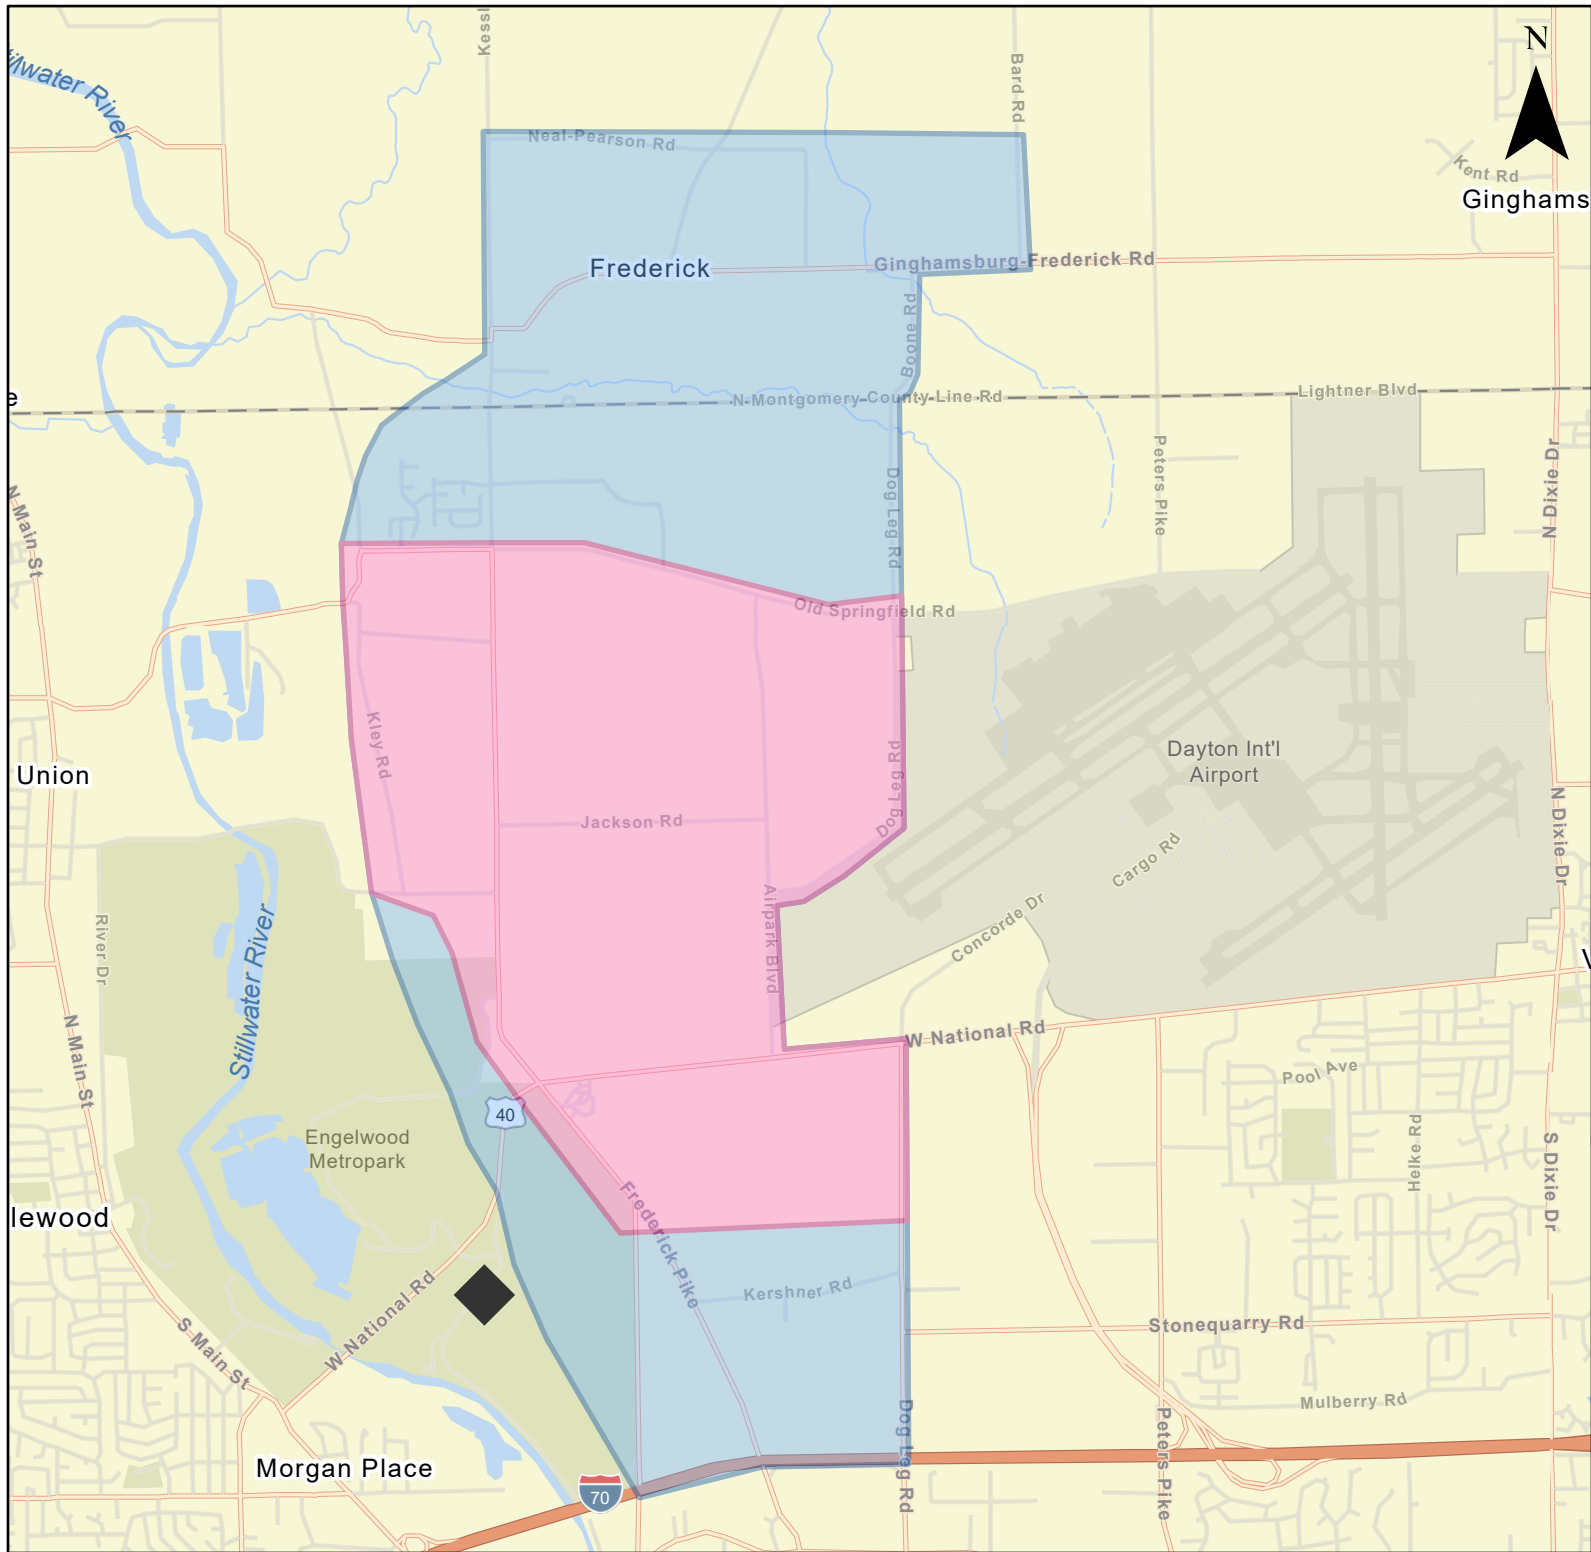 Kessl
N
Stillwater River
Bard Rd
Neal-Pearson Rd
Kent Rd
Ginghams
Frederick
Ginghamsburg-Frederick Rd
Boone Rd
Lightner Blvd
e
N Montgomery County Line Rd
Peters Pike
N Dixie Dr
N Main St
Dog Leg Rd
Old Springfield Rd
Kley Rd
Dayton Int'l
Airport
Union
Dog Leg Rd
Jackson Rd
N Dixie Dr
Cargo Rd
Airpark Blvd
Concorde Dr
River Dr
Stillwater River
V
N Main St
W National Rd
Pool Ave
40
Engelwood
Metropark
Helke Rd
S Dixie Dr
lewood
Frederick Pike
Kershner Rd
W National Rd
S Main St
Stonequarry Rd
Mulberry Rd
Dog Leg Rd
Peters Pike
Morgan Place
70